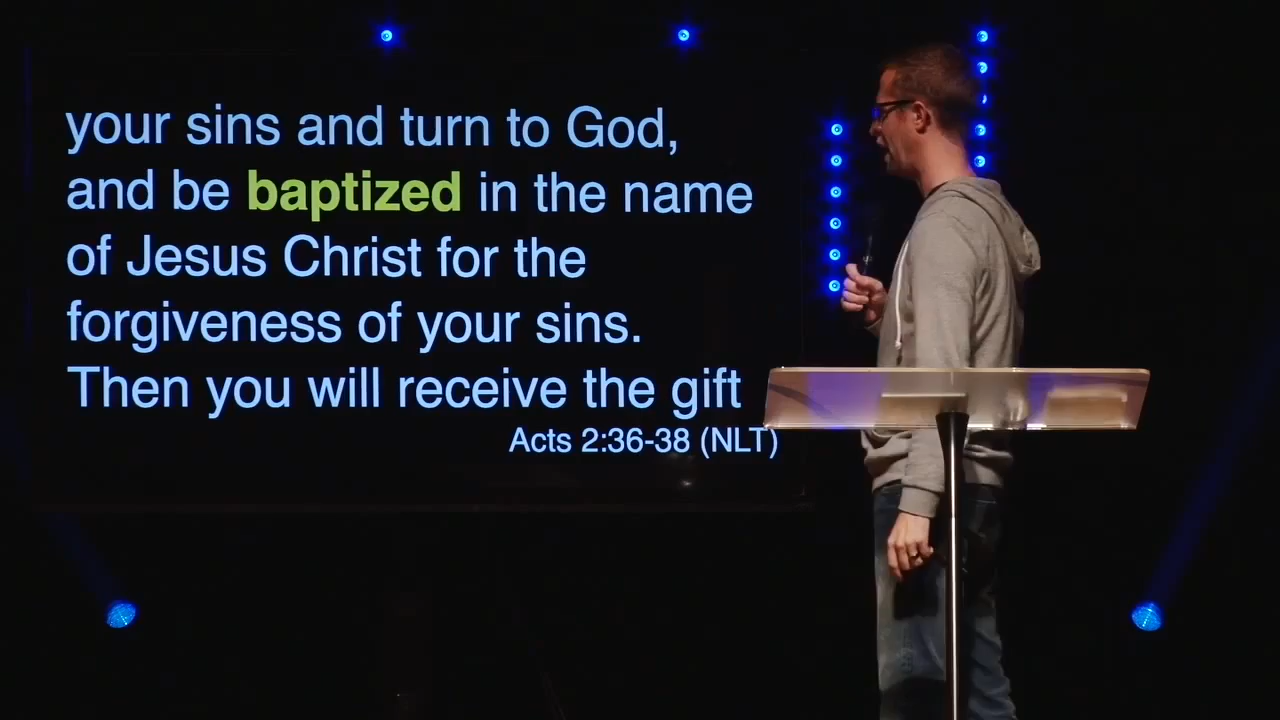 your sins and turn to God,
and be baptized in the name
of Jesus Christ for the
forgiveness of your sins.
Then you will receive the gift
Acts 2:36-38 (NLT)